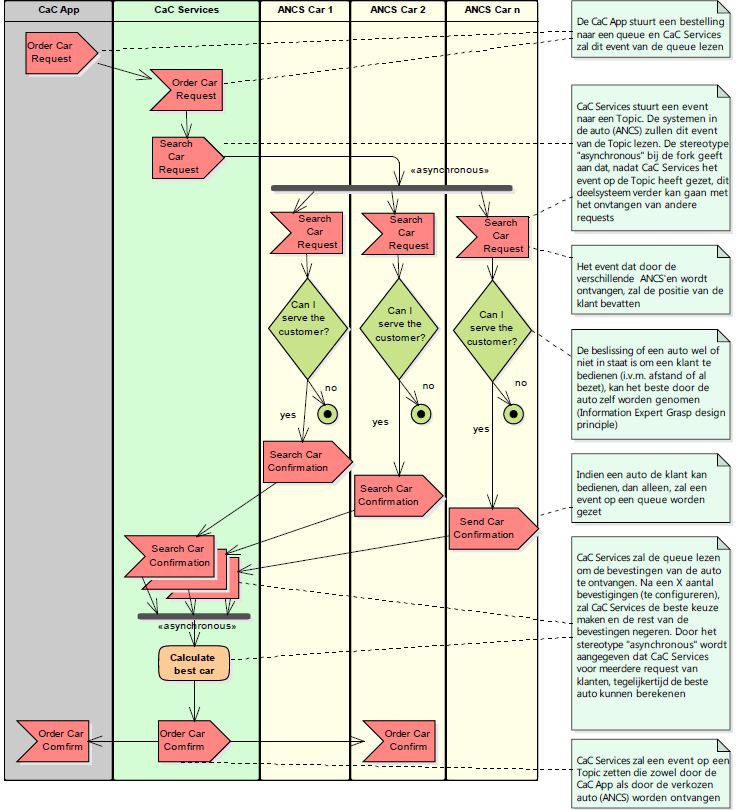 CaC App
CaC Services
ANCS Car 1
ANCS Car 2
ANCS Car n
Order Car
Request
De CaC App stuurt een bestelling
naar een queue en CaC Services
zal dit event van de queue lezen
Order Car
Request
Search
Car
Request
«asynchronous»
CaC Services stuurt een event
naar een Topic. De systemen in
de auto (ANCS) zullen dit event
van de Topic lezen. De stereotype
"asynchronous" bij de fork geeft
aan dat, nadat CaC Services het
event op de Topic heeft gezet, dit
deelsysteem verder kan gaan met
het onvtangen van andere
requests
Search
Car
Request
Search
Car
Request
Search
Car
Request
Het event dat door de
verschillende ANCS'en wordt
ontvangen, zal de positie van de
klant bevatten
Can I
serve the
customer?
Can I
serve the
customer?
Can I
serve the
customer?
De beslissing of een auto wel of
niet in staat is om een klant te
bedienen (i.v.m. afstand of al
bezet), kan het beste door de
auto zelf worden genomen
(Information Expert Grasp design
principle)
no
no
no
yes
yes
yes
Search Car
Confirmation
Search Car
Confirmation
Send Car
Confirmation
Indien een auto de klant kan
bedienen, dan alleen, zal een
event op een queue worden
gezet
Search Car
Confirmation
«asynchronous»
CaC Services zal de queue lezen
om de bevestingen van de auto
te ontvangen. Na een X aantal
bevestigingen (te configureren),
zal CaC Services de beste keuze
maken en de rest van de
bevestingen negeren. Door het
stereotype "asynchronous" wordt
aangegeven dat CaC Services
voor meerdere request van
klanten, tegelijkertijd de beste
auto kunnen berekenen
Calculate
best car
Order Car
Comfirm
Order Car
Comfirm
Order Car
Comfirm
CaC Services zal een event op een
Topic zetten die zowel door de
CaC App als door de verkozen
auto (ANCS) worden ontvangen